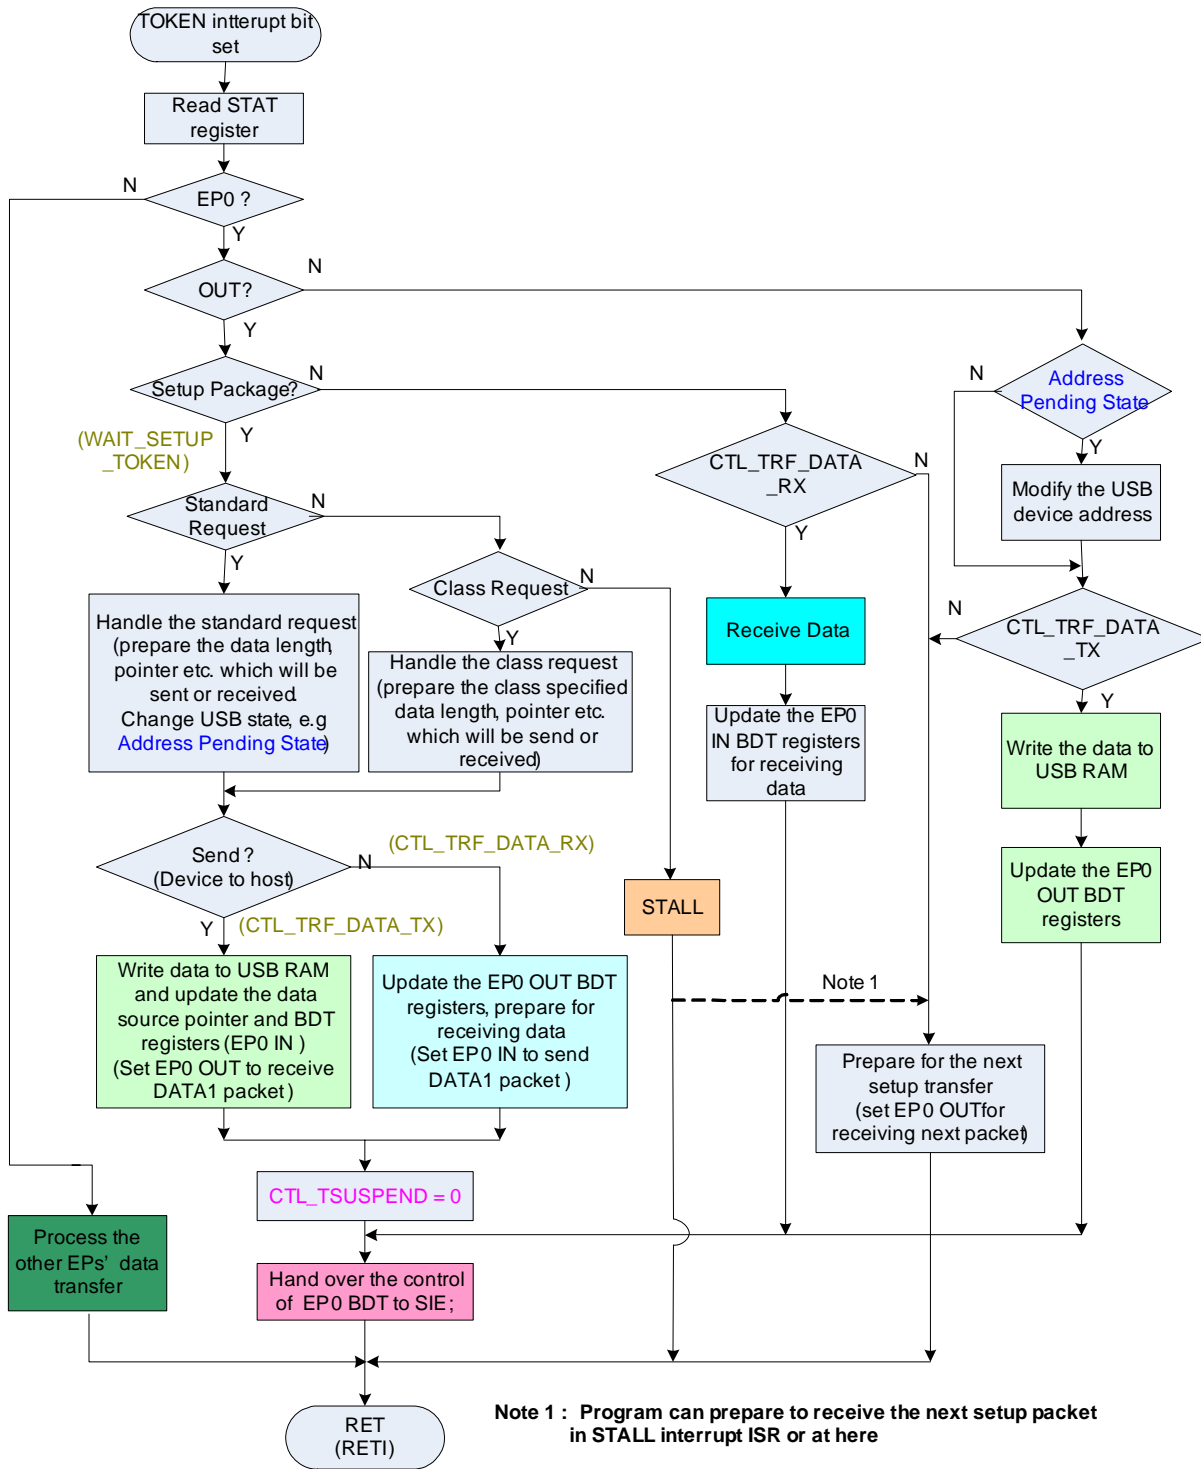 TOKEN intterupt bit
set
Read STAT
register
N
EP0 ?
Y
OUT?
N
Y
Setup Package?
N
Y
(WAIT_SETUP
_TOKEN)
Address
Pending State
N
Y
CTL_TRF_DATA
_RX
N
Y
Modify the USB
device address
Standard
Request
N
Y
Class Request
N
Y
CTL_TRF_DATA
_TX
N
Y
Handle the standard request
(prepare the data length,
pointer etc. which will be
sent or received.
Change USB state, e.g
Address Pending State)
Handle the class request
(prepare the class specified
data length, pointer etc.
which will be send or
received)
Receive Data
Update the EP0
IN BDT registers
for receiving
data
Write the data to
USB RAM
Update the EP0
OUT BDT
registers
Send ?
(Device to host)
N
(CTL_TRF_DATA_RX)
Y
(CTL_TRF_DATA_TX)
STALL
Write data to USB RAM
and update the data
source pointer and BDT
registers (EP0 IN )
(Set EP0 OUT to receive
DATA1 packet )
Update the EP0 OUT BDT
registers, prepare for
receiving data
(Set EP0 IN to send
DATA1 packet )
Note 1
Prepare for the next
setup transfer
(set EP0 OUTfor
receiving next packet)
CTL_TSUSPEND = 0
Process the
other EPs' data
transfer
Hand over the control
of EP0 BDT to SIE;
RET
(RETI)
Note 1 : Program can prepare to receive the next setup packet
in STALL interrupt ISR or at here